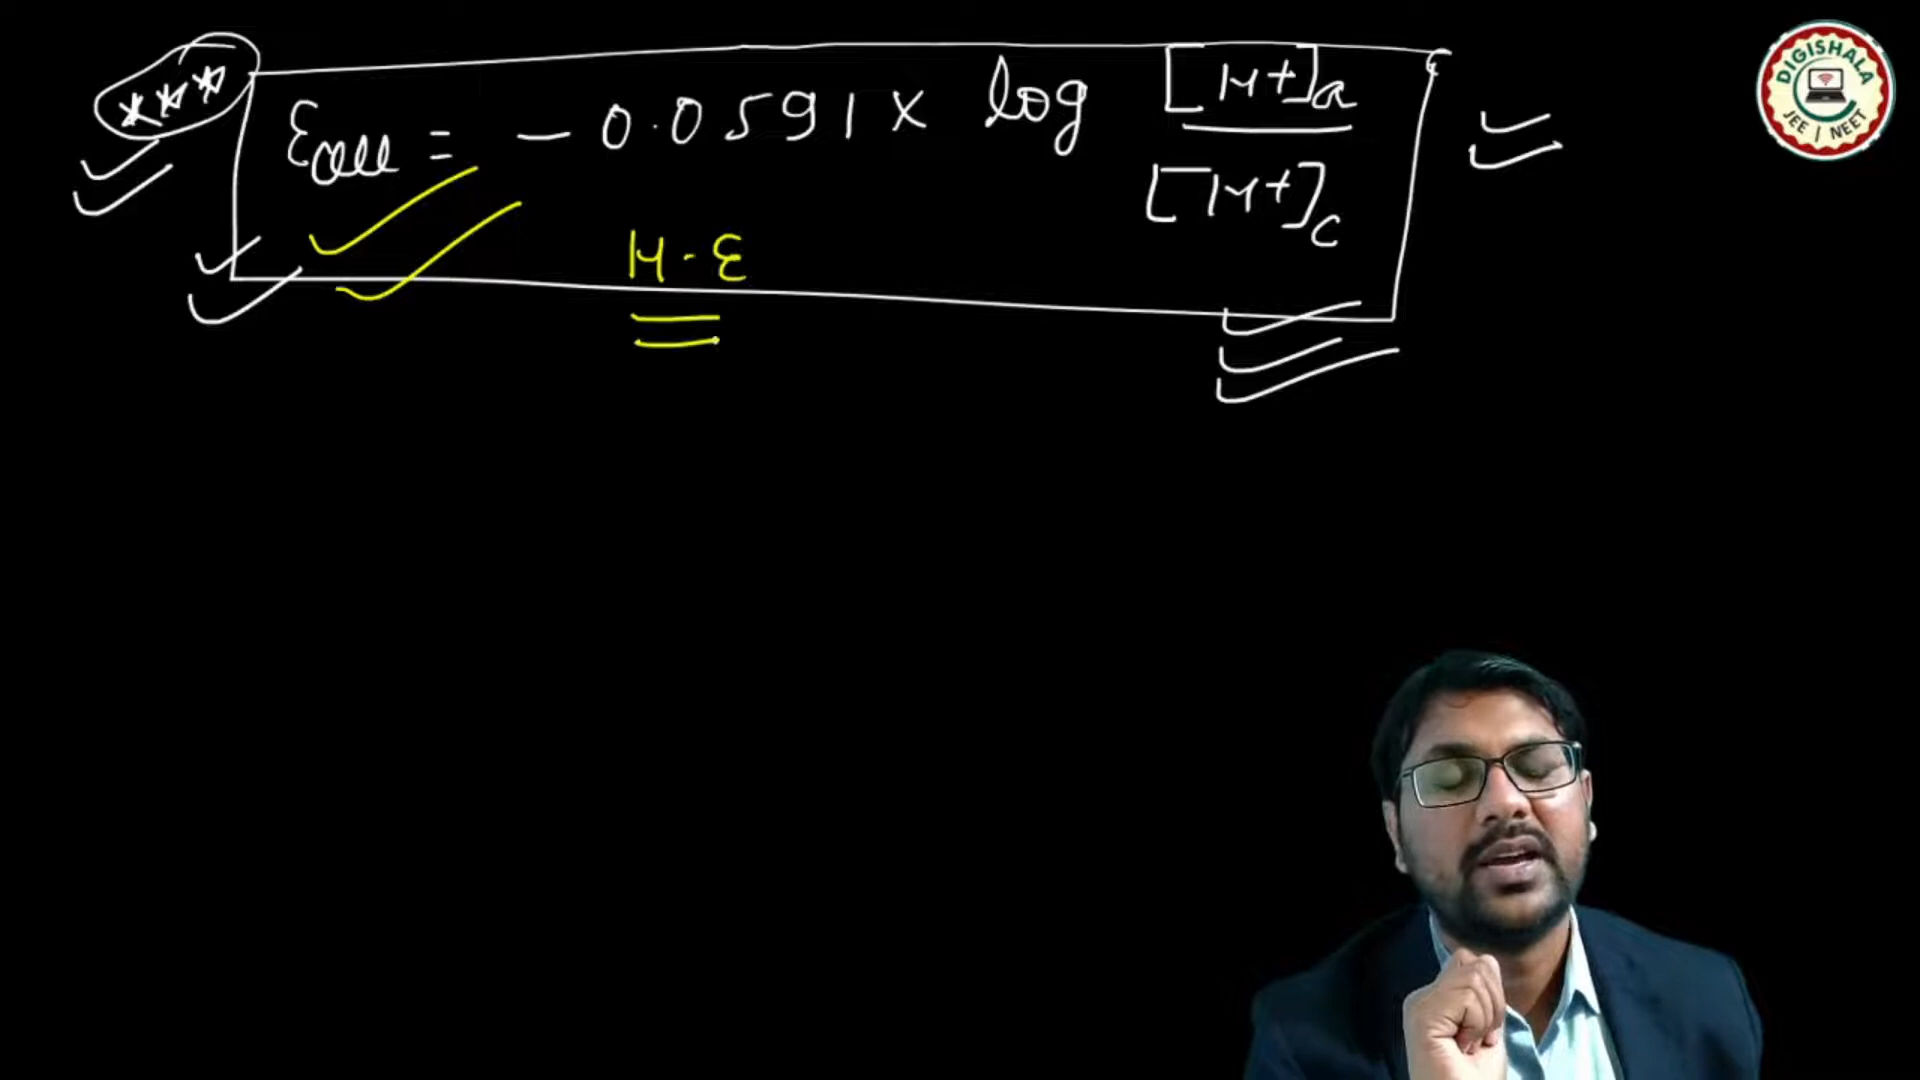 ***
Ecell = - 0.0591 x log [H+]a / [H+]c
H-E
DIGISHALA
JEE | NEET